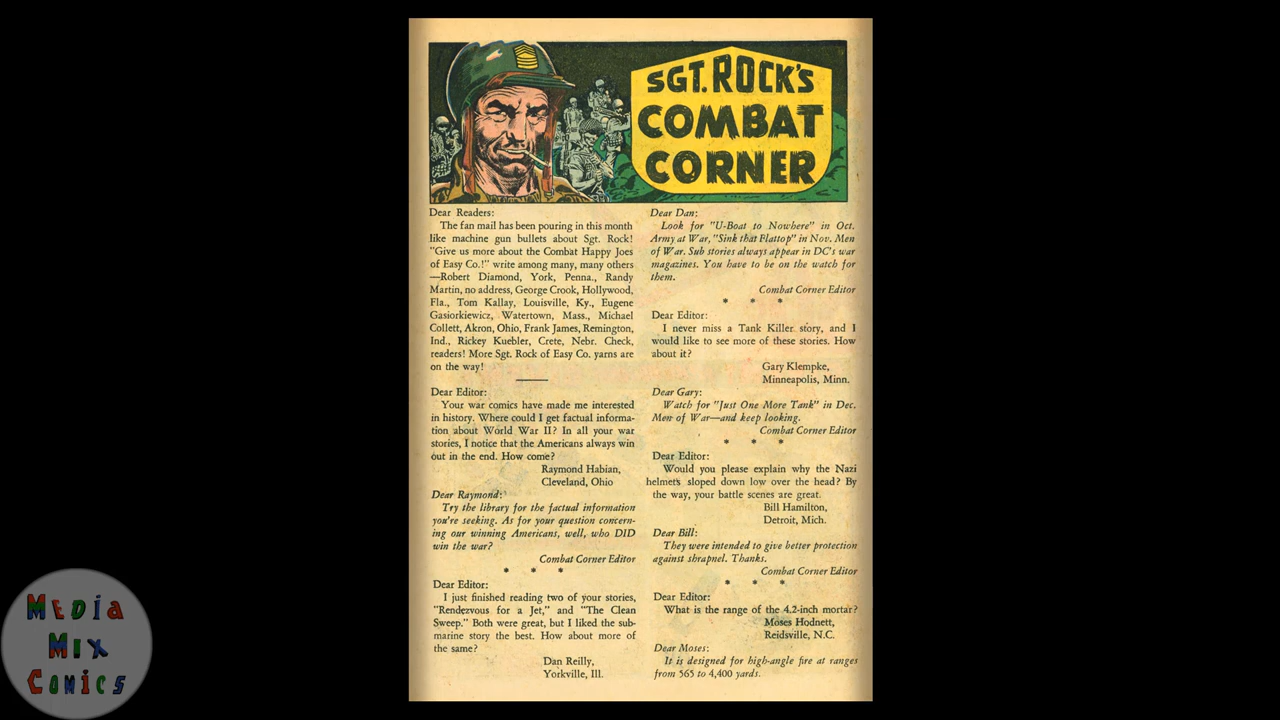 SGT. ROCK'S
COMBAT
CORNER
Dear Readers:
The fan mail has been pouring in this month
like machine gun bullets about Sgt. Rock!
"Give us more about the Combat Happy Joes
of Easy Co.!" write among many, many others
—Robert Diamond, York, Penna., Randy
Martin, no address, George Crook, Hollywood,
Fla., Tom Kallay, Louisville, Ky., Eugene
Gasiorkiewicz, Watertown, Mass., Michael
Collett, Akron, Ohio, Frank James, Remington,
Ind., Rickey Kuebler, Crete, Nebr. Check,
readers! More Sgt. Rock of Easy Co. yarns are
on the way!
Dear Editor:
Your war comics have made me interested
in history. Where could I get factual informa-
tion about World War II? In all your war
stories, I notice that the Americans always win
out in the end. How come?
Raymond Habian,
Cleveland, Ohio
Dear Raymond:
Try the library for the factual information
you're seeking. As for your question concern-
ing our winning Americans, well, who DID
win the war?
Combat Corner Editor
* * *
Dear Editor:
I just finished reading two of your stories,
"Rendezvous for a Jet," and "The Clean
Sweep." Both were great, but I liked the sub-
marine story the best. How about more of
the same?
Dan Reilly,
Yorkville, Ill.
Dear Dan:
Look for "U-Boat to Nowhere" in Oct.
Army at War, "Sink that Flattop" in Nov. Men
of War. Sub stories always appear in DC's war
magazines. You have to be on the watch for
them.
Combat Corner Editor
* * *
Dear Editor:
I never miss a Tank Killer story, and I
would like to see more of these stories. How
about it?
Gary Klempke,
Minneapolis, Minn.
Dear Gary:
Watch for "Just One More Tank" in Dec.
Men of War—and keep looking.
Combat Corner Editor
* * *
Dear Editor:
Would you please explain why the Nazi
helmets sloped down low over the head? By
the way, your battle scenes are great.
Bill Hamilton,
Detroit, Mich.
Dear Bill:
They were intended to give better protection
against shrapnel. Thanks.
Combat Corner Editor
* * *
Dear Editor:
What is the range of the 4.2-inch mortar?
Moses Hodnett,
Reidsville, N.C.
Dear Moses:
It is designed for high-angle fire at ranges
from 565 to 4,400 yards.
MEDia
Mix
Comics